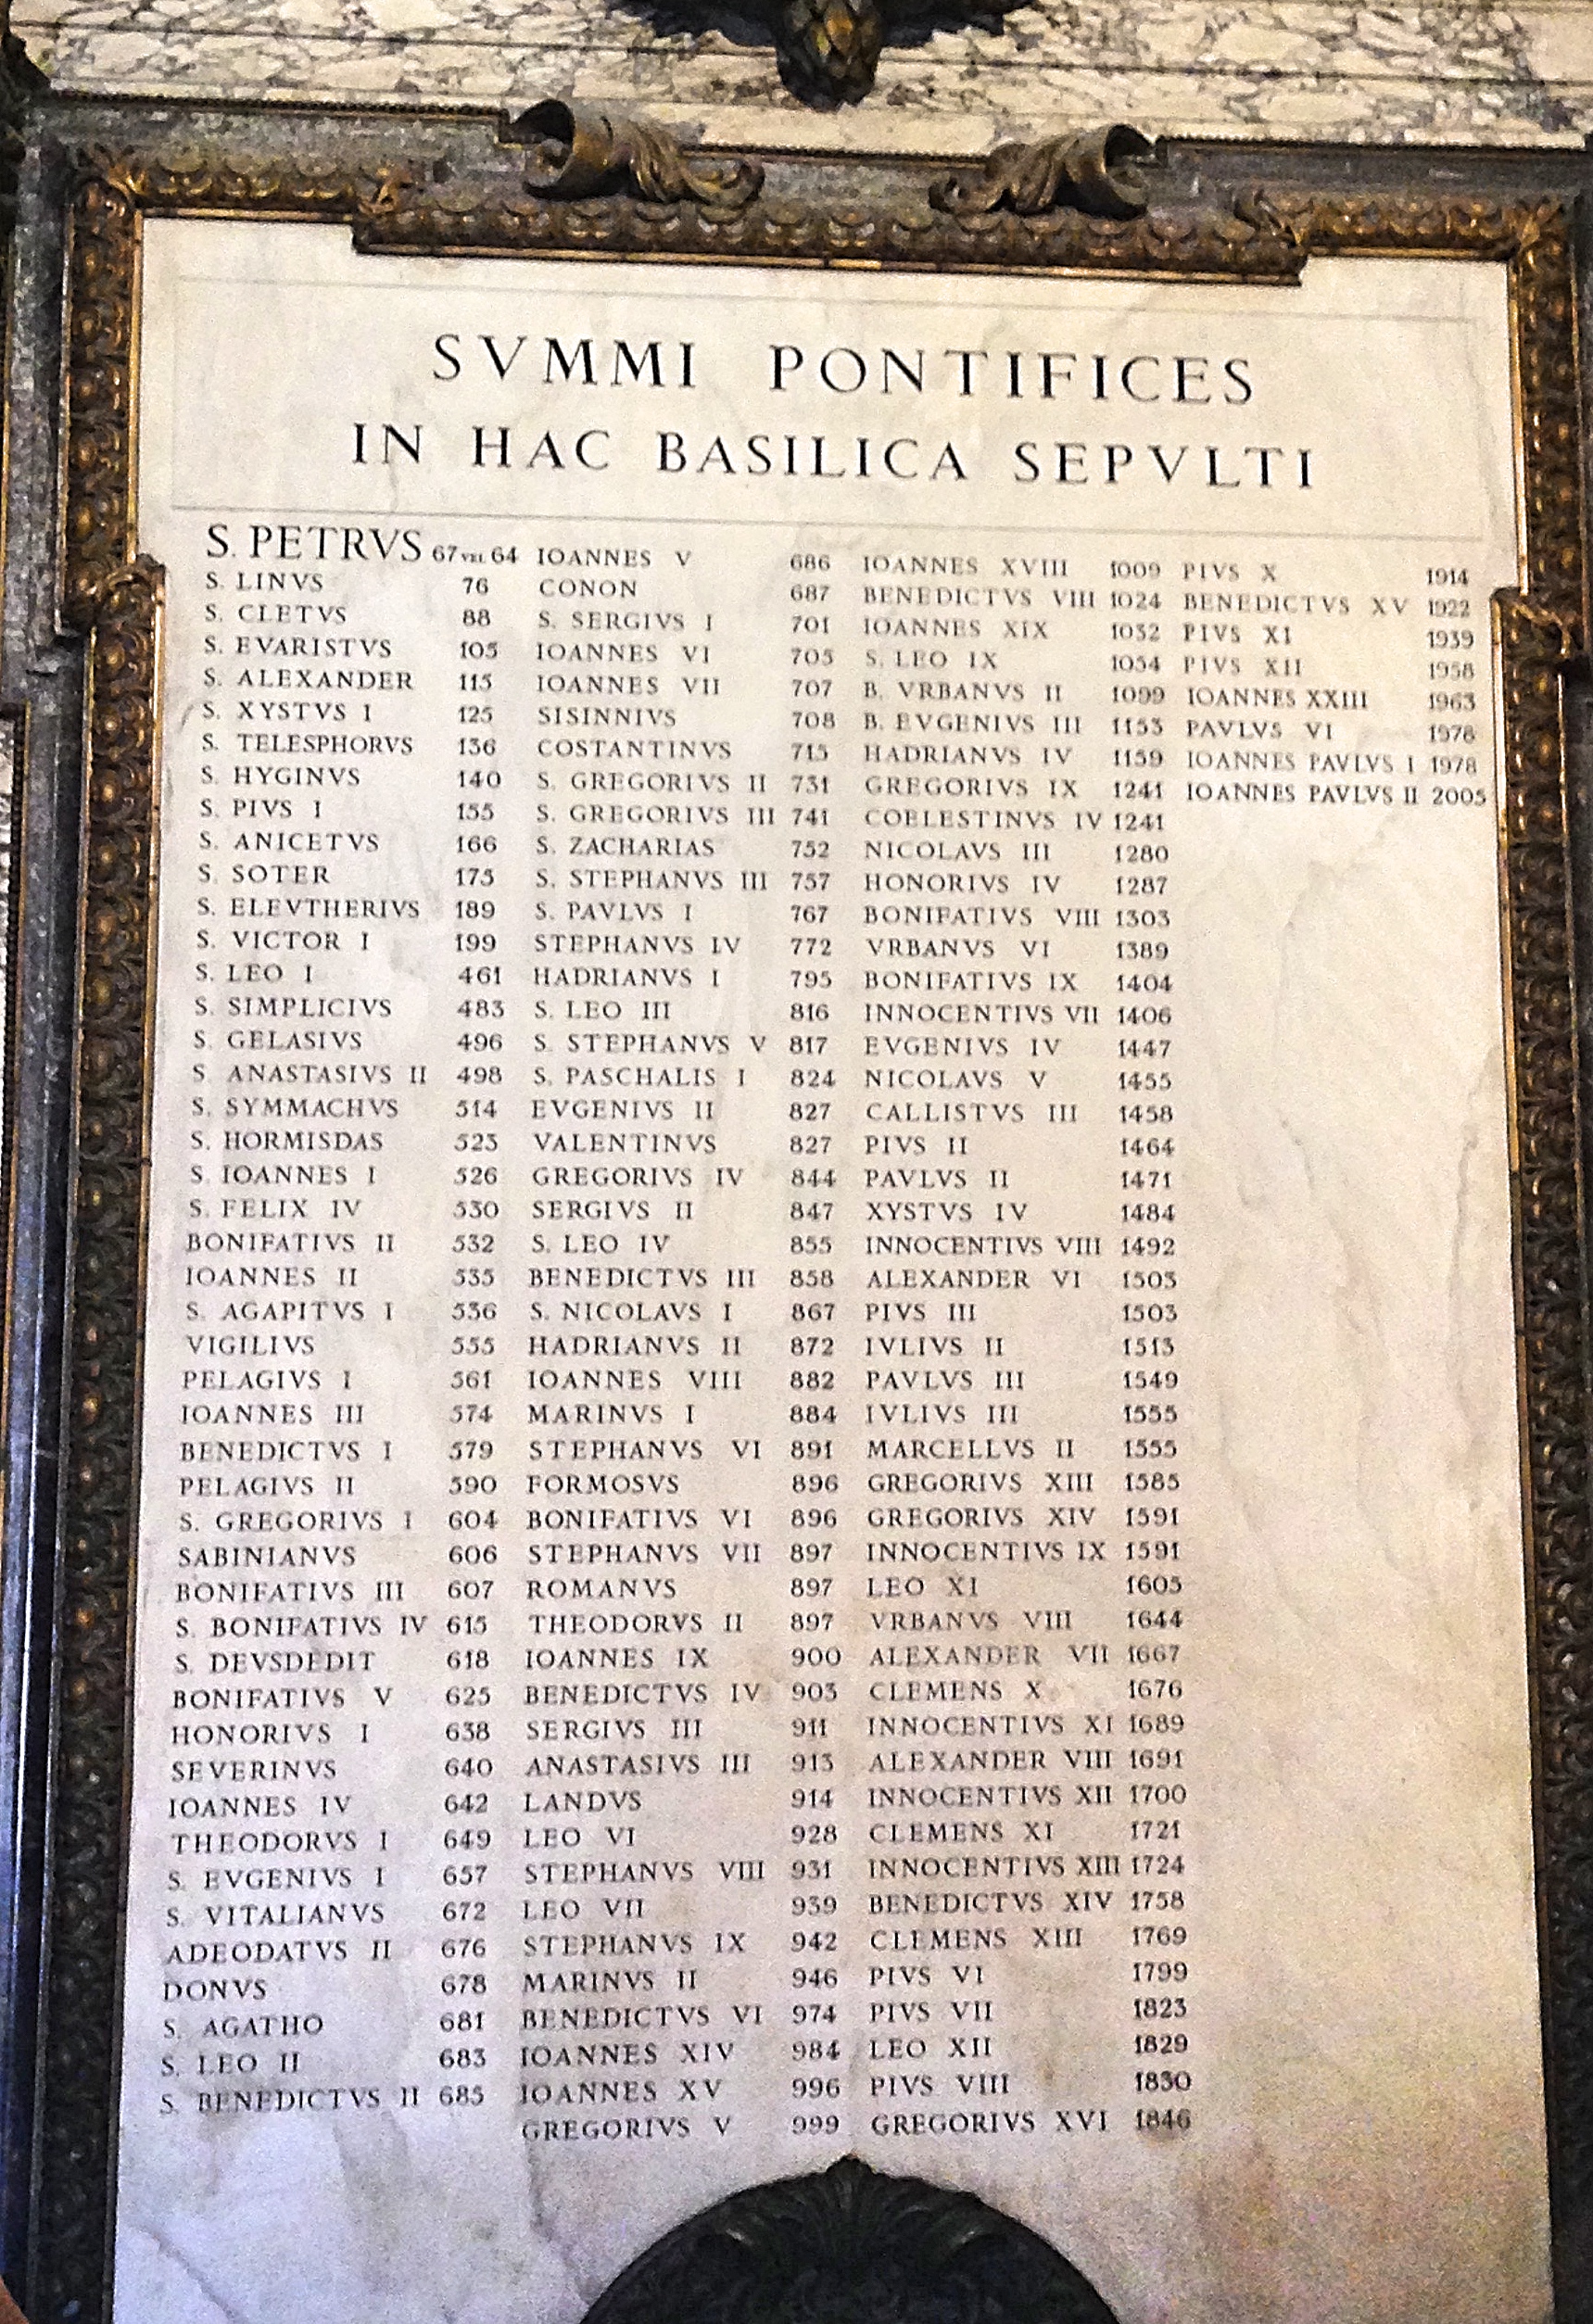 SVMMI PONTIFICES
IN HAC BASILICA SEPVLTI
S. PETRVS 67 VEL 64
S. LINVS 76
S. CLETVS 88
S. EVARISTVS 105
S. ALEXANDER 115
S. XYSTVS I 125
S. TELESPHORVS 136
S. HYGINVS 140
S. PIVS I 155
S. ANICETVS 166
S. SOTER 175
S. ELEVTHERIVS 189
S. VICTOR I 199
S. LEO I 461
S. SIMPLICIVS 483
S. GELASIVS 496
S ANASTASIVS II 498
S. SYMMACHVS 514
S. HORMISDAS 523
S. IOANNES I 526
S. FELIX IV 530
BONIFATIVS II 532
IOANNES II 535
S. AGAPITVS I 536
VIGILIVS 555
PELAGIVS I 561
IOANNES III 574
BENEDICTVS I 579
PELAGIVS II 590
S. GREGORIVS I 604
SABINIANVS 606
BONIFATIVS III 607
S. BONIFATIVS IV 615
S. DEVSDEDIT 618
BONIFATIVS V 625
HONORIVS I 638
SEVERINVS 640
IOANNES IV 642
THEODORVS I 649
S. EVGENIVS I 657
S. VITALIANVS 672
ADEODATVS II 676
DONVS 678
S. AGATHO 681
S. LEO II 683
S. BENEDICTVS II 685
IOANNES V 686
CONON 687
S. SERGIVS I 701
IOANNES VI 705
IOANNES VII 707
SISINNIVS 708
COSTANTINVS 715
S. GREGORIVS II 731
S. GREGORIVS III 741
S. ZACHARIAS 752
S. STEPHANVS III 757
S. PAVLVS I 767
STEPHANVS IV 772
HADRIANVS I 795
S. LEO III 816
S. STEPHANVS V 817
S. PASCHALIS I 824
EVGENIVS II 827
VALENTINVS 827
GREGORIVS IV 844
SERGIVS II 847
S. LEO IV 855
BENEDICTVS III 858
S. NICOLAVS I 867
HADRIANVS II 872
IOANNES VIII 882
MARINVS I 884
STEPHANVS VI 891
FORMOSVS 896
BONIFATIVS VI 896
STEPHANVS VII 897
ROMANVS 897
THEODORVS II 897
IOANNES IX 900
BENEDICTVS IV 903
SERGIVS III 911
ANASTASIVS III 913
LANDVS 914
LEO VI 928
STEPHANVS VIII 931
LEO VII 939
STEPHANVS IX 942
MARINVS II 946
BENEDICTVS VI 974
IOANNES XIV 984
IOANNES XV 996
GREGORIVS V 999
IOANNES XVIII 1009
BENEDICTVS VIII 1024
IOANNES XIX 1032
S. LEO IX 1054
B. VRBANVS II 1099
B. EVGENIVS III 1153
HADRIANVS IV 1159
GREGORIVS IX 1241
COELESTINVS IV 1241
NICOLAVS III 1280
HONORIVS IV 1287
BONIFATIVS VIII 1303
VRBANVS VI 1389
BONIFATIVS IX 1404
INNOCENTIVS VII 1406
EVGENIVS IV 1447
NICOLAVS V 1455
CALLISTVS III 1458
PIVS II 1464
PAVLVS II 1471
XYSTVS IV 1484
INNOCENTIVS VIII 1492
ALEXANDER VI 1503
PIVS III 1503
IVLIVS II 1513
PAVLVS III 1549
IVLIVS III 1555
MARCELLVS II 1555
GREGORIVS XIII 1585
GREGORIVS XIV 1591
INNOCENTIVS IX 1591
LEO XI 1605
VRBANVS VIII 1644
ALEXANDER VII 1667
CLEMENS X 1676
INNOCENTIVS XI 1689
ALEXANDER VIII 1691
INNOCENTIVS XII 1700
CLEMENS XI 1721
INNOCENTIVS XIII 1724
BENEDICTVS XIV 1758
CLEMENS XIII 1769
PIVS VI 1799
PIVS VII 1823
LEO XII 1829
PIVS VIII 1830
GREGORIVS XVI 1846
PIVS X 1914
BENEDICTVS XV 1922
PIVS XI 1939
PIVS XII 1958
IOANNES XXIII 1963
PAVLVS VI 1978
IOANNES PAVLVS I 1978
IOANNES PAVLVS II 2005